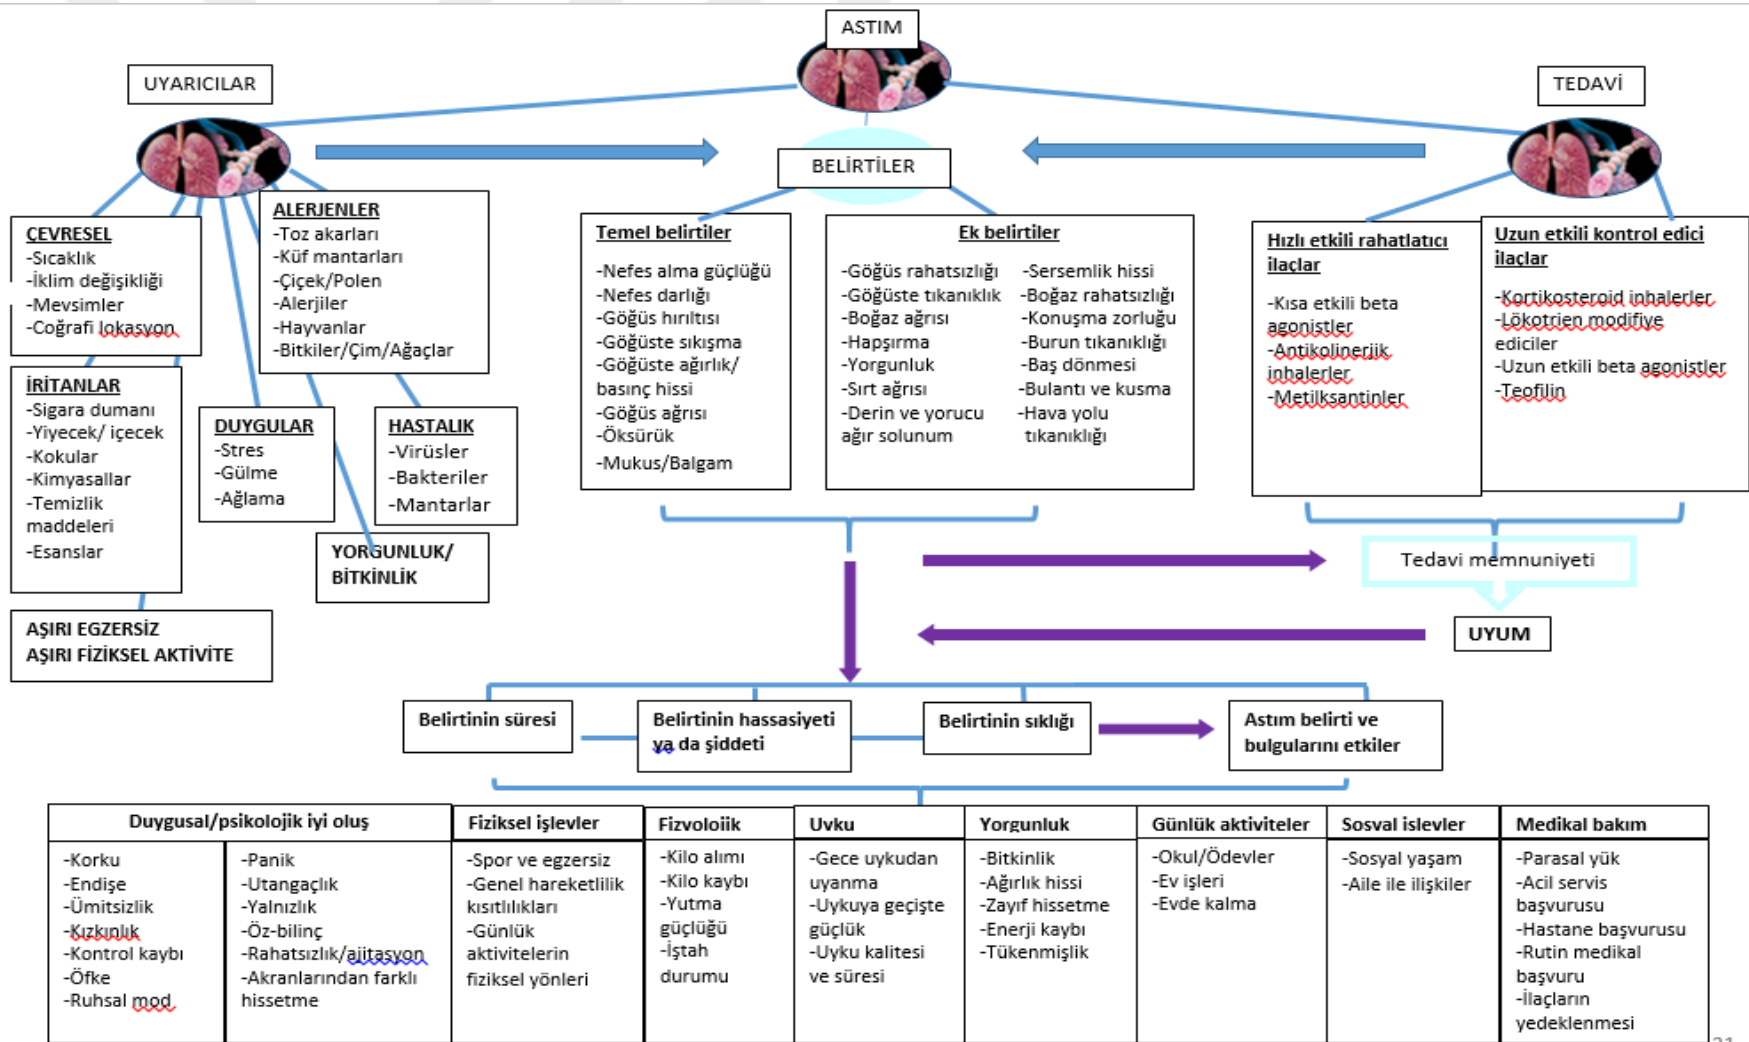 ASTIM
UYARICILAR
TEDAVİ
BELİRTİLER
ÇEVRESEL
-Sıcaklık
-İklim değişikliği
-Mevsimler
-Coğrafi lokasyon
ALERJENLER
-Toz akarları
-Küf mantarları
-Çiçek/Polen
-Alerjiler
-Hayvanlar
-Bitkiler/Çim/Ağaçlar
İRİTANLAR
-Sigara dumanı
-Yiyecek/ içecek
-Kokular
-Kimyasallar
-Temizlik
maddeleri
-Esanslar
DUYGULAR
-Stres
-Gülme
-Ağlama
HASTALIK
-Virüsler
-Bakteriler
-Mantarlar
YORGUNLUK/
BİTKİNLİK
AŞIRI EGZERSİZ
AŞIRI FİZİKSEL AKTİVİTE
Temel belirtiler
-Nefes alma güçlüğü
-Nefes darlığı
-Göğüs hırıltısı
-Göğüste sıkışma
-Göğüste ağırlık/
basınç hissi
-Göğüs ağrısı
-Öksürük
-Mukus/Balgam
Ek belirtiler
-Göğüs rahatsızlığı
-Göğüste tıkanıklık
-Boğaz ağrısı
-Hapşırma
-Yorgunluk
-Sırt ağrısı
-Derin ve yorucu
ağır solunum
-Sersemlik hissi
-Boğaz rahatsızlığı
-Konuşma zorluğu
-Burun tıkanıklığı
-Baş dönmesi
-Bulantı ve kusma
-Hava yolu
tıkanıklığı
Hızlı etkili rahatlatıcı
ilaçlar
-Kısa etkili beta
agonistler
-Antikolinerjik
inhalerler
-Metilksantinler
Uzun etkili kontrol edici
ilaçlar
-Kortikosteroid inhalerler
-Lökotrien modifiye
ediciler
-Uzun etkili beta agonistler
-Teofilin
Tedavi memnuniyeti
UYUM
Belirtinin süresi
Belirtinin hassasiyeti
ya da şiddeti
Belirtinin sıklığı
Astım belirti ve
bulgularını etkiler
Duygusal/psikolojik iyi oluş
-Korku
-Endişe
-Ümitsizlik
-Kızkınlık
-Kontrol kaybı
-Öfke
-Ruhsal mod
-Panik
-Utangaçlık
-Yalnızlık
-Öz-bilinç
-Rahatsızlık/ajitasyon
-Akranlarından farklı
hissetme
Fiziksel işlevler
-Spor ve egzersiz
-Genel hareketlilik
kısıtlılıkları
-Günlük
aktivitelerin
fiziksel yönleri
Fizyolojik
-Kilo alımı
-Kilo kaybı
-Yutma
güçlüğü
-İştah
durumu
Uyku
-Gece uykudan
uyanma
-Uykuya geçişte
güçlük
-Uyku kalitesi
ve süresi
Yorgunluk
-Bitkinlik
-Ağırlık hissi
-Zayıf hissetme
-Enerji kaybı
-Tükenmişlik
Günlük aktiviteler
-Okul/Ödevler
-Ev işleri
-Evde kalma
Sosyal işlevler
-Sosyal yaşam
-Aile ile ilişkiler
Medikal bakım
-Parasal yük
-Acil servis
başvurusu
-Hastane başvurusu
-Rutin medikal
başvuru
-İlaçların
yedeklenmesi